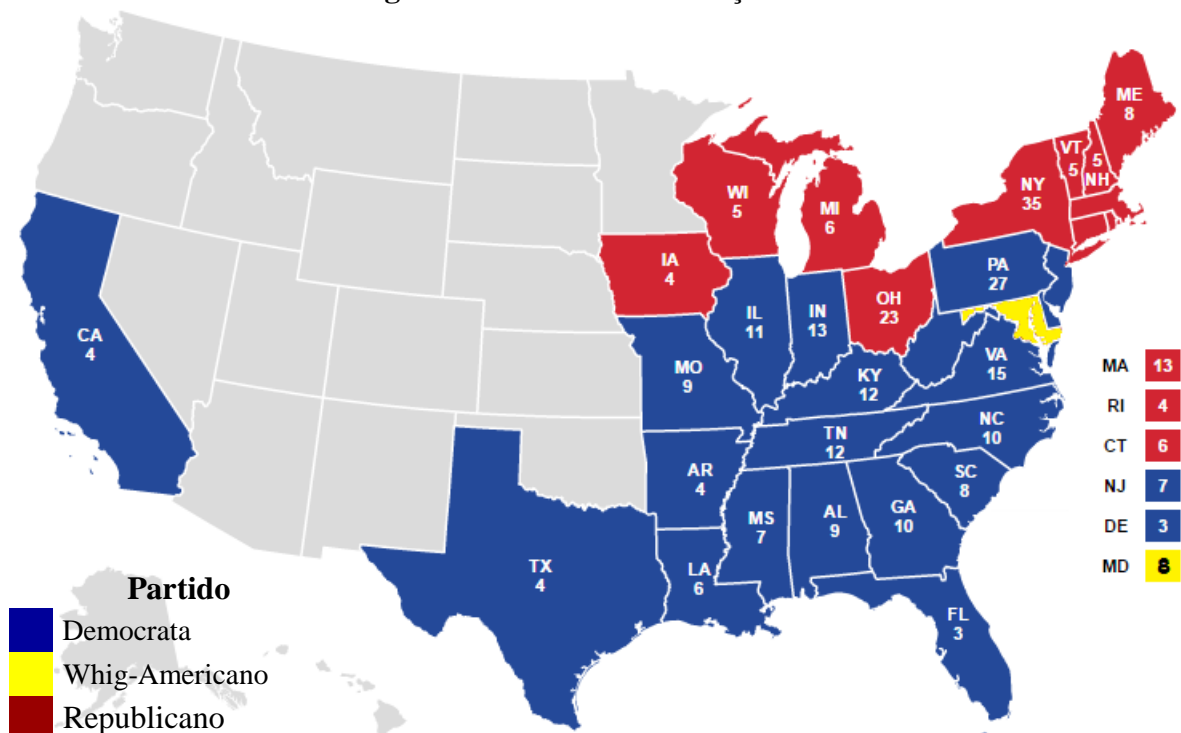 ME
8
VT
5
5
NH
NY
35
WI
5
MI
6
IA
4
PA
27
OH
23
IL
11
IN
13
CA
4
MO
9
KY
12
VA
15
MA 13
RI 4
CT 6
NJ 7
DE 3
MD 8
TN
12
NC
10
AR
4
SC
8
MS
7
AL
9
GA
10
TX
4
LA
6
FL
3
Partido
Democrata
Whig-Americano
Republicano